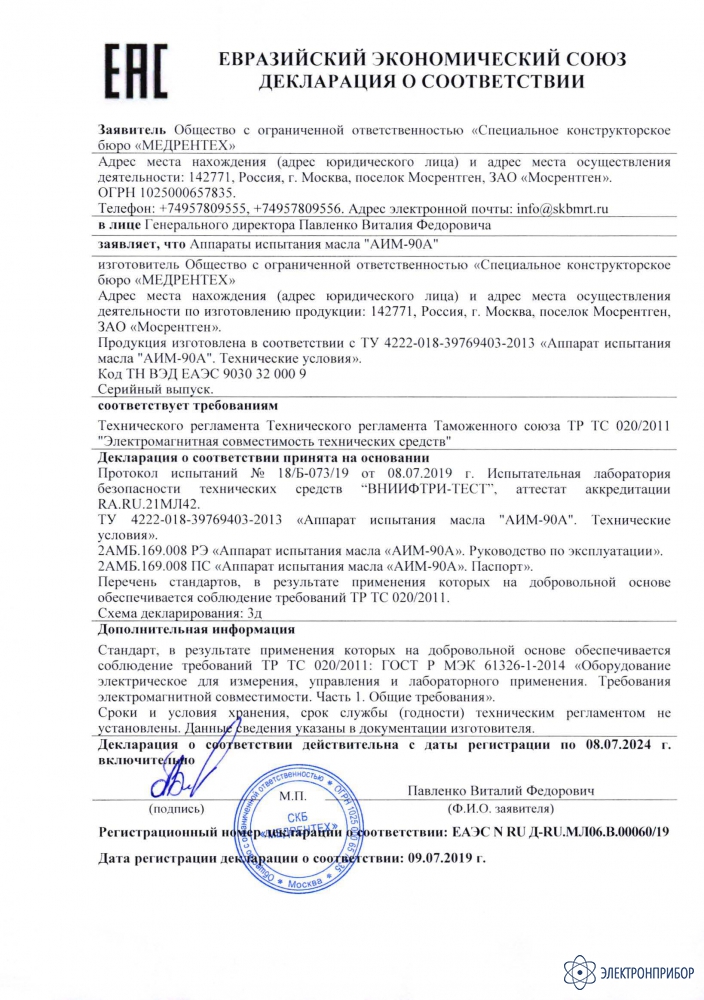 EAC
ЕВРАЗИЙСКИЙ ЭКОНОМИЧЕСКИЙ СОЮЗ
ДЕКЛАРАЦИЯ О СООТВЕТСТВИИ
Заявитель Общество с ограниченной ответственностью «Специальное конструкторское
бюро «МЕДРЕНТЕХ»
Адрес места нахождения (адрес юридического лица) и адрес места осуществления
деятельности: 142771, Россия, г. Москва, поселок Мосрентген, ЗАО «Мосрентген».
ОГРН 1025000657835.
Телефон: +74957809555, +74957809556. Адрес электронной почты: info@skbmrt.ru
в лице Генерального директора Павленко Виталия Федоровича
заявляет, что Аппараты испытания масла "АИМ-90А"
изготовитель Общество с ограниченной ответственностью «Специальное конструкторское
бюро «МЕДРЕНТЕХ»
Адрес места нахождения (адрес юридического лица) и адрес места осуществления
деятельности по изготовлению продукции: 142771, Россия, г. Москва, поселок Мосрентген,
ЗАО «Мосрентген».
Продукция изготовлена в соответствии с ТУ 4222-018-39769403-2013 «Аппарат испытания
масла "АИМ-90А". Технические условия».
Код ТН ВЭД ЕАЭС 9030 32 000 9
Серийный выпуск.
соответствует требованиям
Технического регламента Технического регламента Таможенного союза ТР ТС 020/2011
"Электромагнитная совместимость технических средств"
Декларация о соответствии принята на основании
Протокол испытаний № 18/Б-073/19 от 08.07.2019 г. Испытательная лаборатория
безопасности технических средств “ВНИИФТРИ-ТЕСТ”, аттестат аккредитации
RA.RU.21МЛ42.
ТУ 4222-018-39769403-2013 «Аппарат испытания масла "АИМ-90А". Технические
условия».
2АМБ.169.008 РЭ «Аппарат испытания масла «АИМ-90А». Руководство по эксплуатации».
2АМБ.169.008 ПС «Аппарат испытания масла «АИМ-90А». Паспорт».
Перечень стандартов, в результате применения которых на добровольной основе
обеспечивается соблюдение требований ТР ТС 020/2011.
Схема декларирования: 3д
Дополнительная информация
Стандарт, в результате применения которых на добровольной основе обеспечивается
соблюдение требований ТР ТС 020/2011: ГОСТ Р МЭК 61326-1-2014 «Оборудование
электрическое для измерения, управления и лабораторного применения. Требования
электромагнитной совместимости. Часть 1. Общие требования».
Сроки и условия хранения, срок службы (годности) техническим регламентом не
установлены. Данные сведения указаны в документации изготовителя.
Декларация о соответствии действительна с даты регистрации по 08.07.2024 г.
включительно
М.П.
Павленко Виталий Федорович
(подпись)
(Ф.И.О. заявителя)
Общество с ограниченной ответственностью
СКБ
«МЕДРЕНТЕХ»
Москва
Регистрационный номер декларации о соответствии: ЕАЭС N RU Д-RU.МЛ06.В.00060/19
Дата регистрации декларации о соответствии: 09.07.2019 г.
ЭЛЕКТРОНПРИБОР